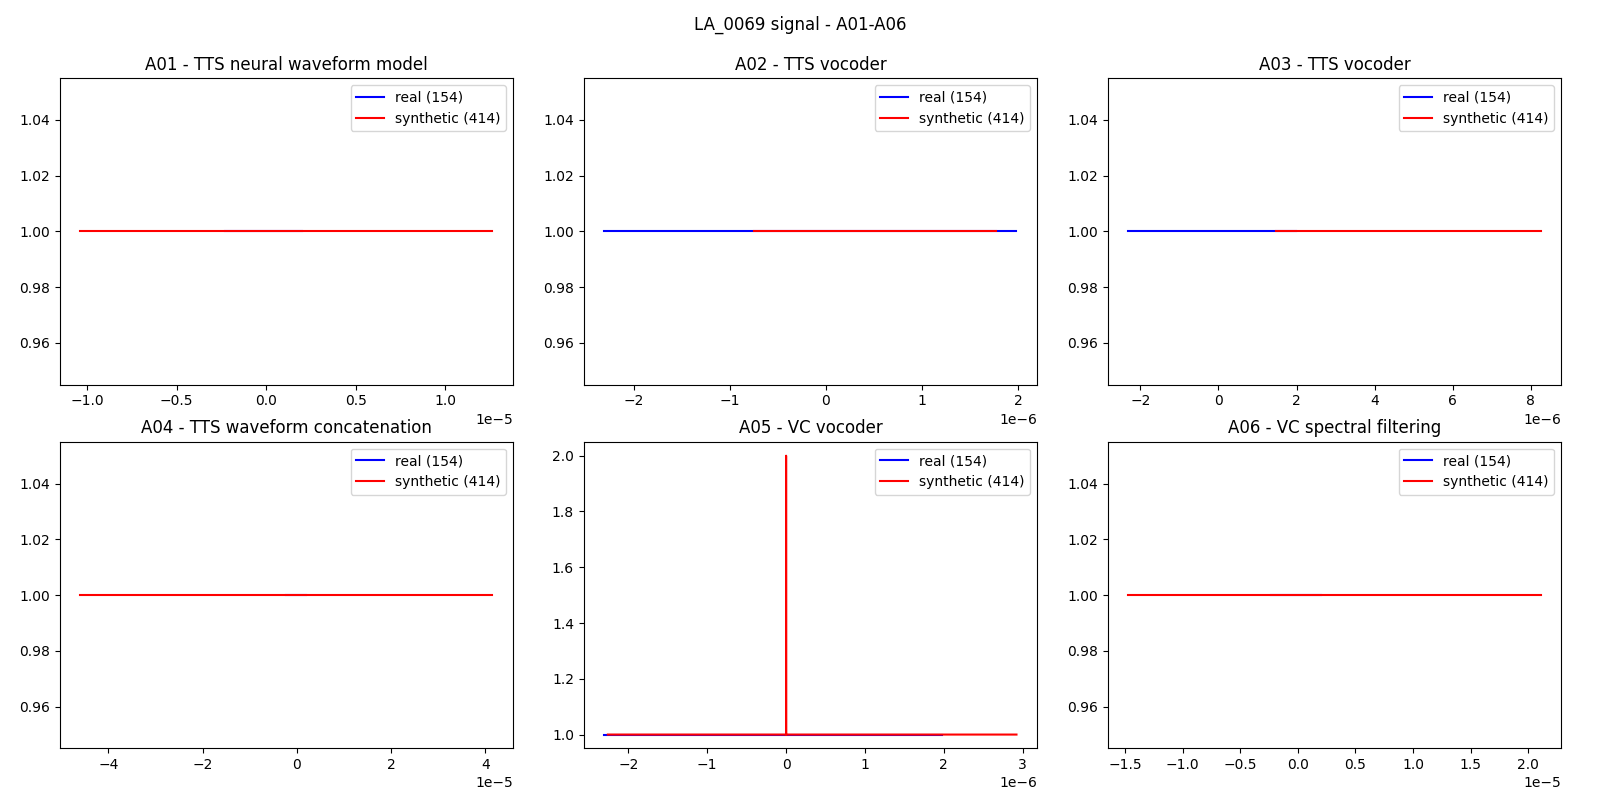 LA_0069 signal - A01-A06
A01 - TTS neural waveform model
real (154)
synthetic (414)
1.04
1.02
1.00
0.98
0.96
−1.0 −0.5 0.0 0.5 1.0
1e−5
A02 - TTS vocoder
real (154)
synthetic (414)
1.04
1.02
1.00
0.98
0.96
−2 −1 0 1 2
1e−6
A03 - TTS vocoder
real (154)
synthetic (414)
1.04
1.02
1.00
0.98
0.96
−2 0 2 4 6 8
1e−6
A04 - TTS waveform concatenation
real (154)
synthetic (414)
1.04
1.02
1.00
0.98
0.96
−4 −2 0 2 4
1e−5
A05 - VC vocoder
real (154)
synthetic (414)
2.0
1.8
1.6
1.4
1.2
1.0
−2 −1 0 1 2 3
1e−6
A06 - VC spectral filtering
real (154)
synthetic (414)
1.04
1.02
1.00
0.98
0.96
−1.5 −1.0 −0.5 0.0 0.5 1.0 1.5 2.0
1e−5